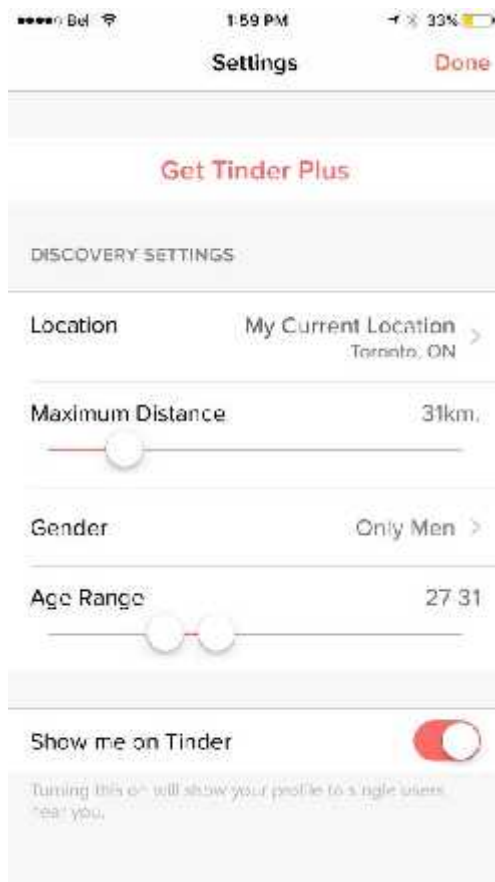 Bel 1:59 PM 33%
Settings Done
Get Tinder Plus
DISCOVERY SETTINGS
Location My Current Location
Toronto, ON
Maximum Distance 31km.
Gender Only Men
Age Range 27 31
Show me on Tinder
Turning this on will show your profile to single users
near you.